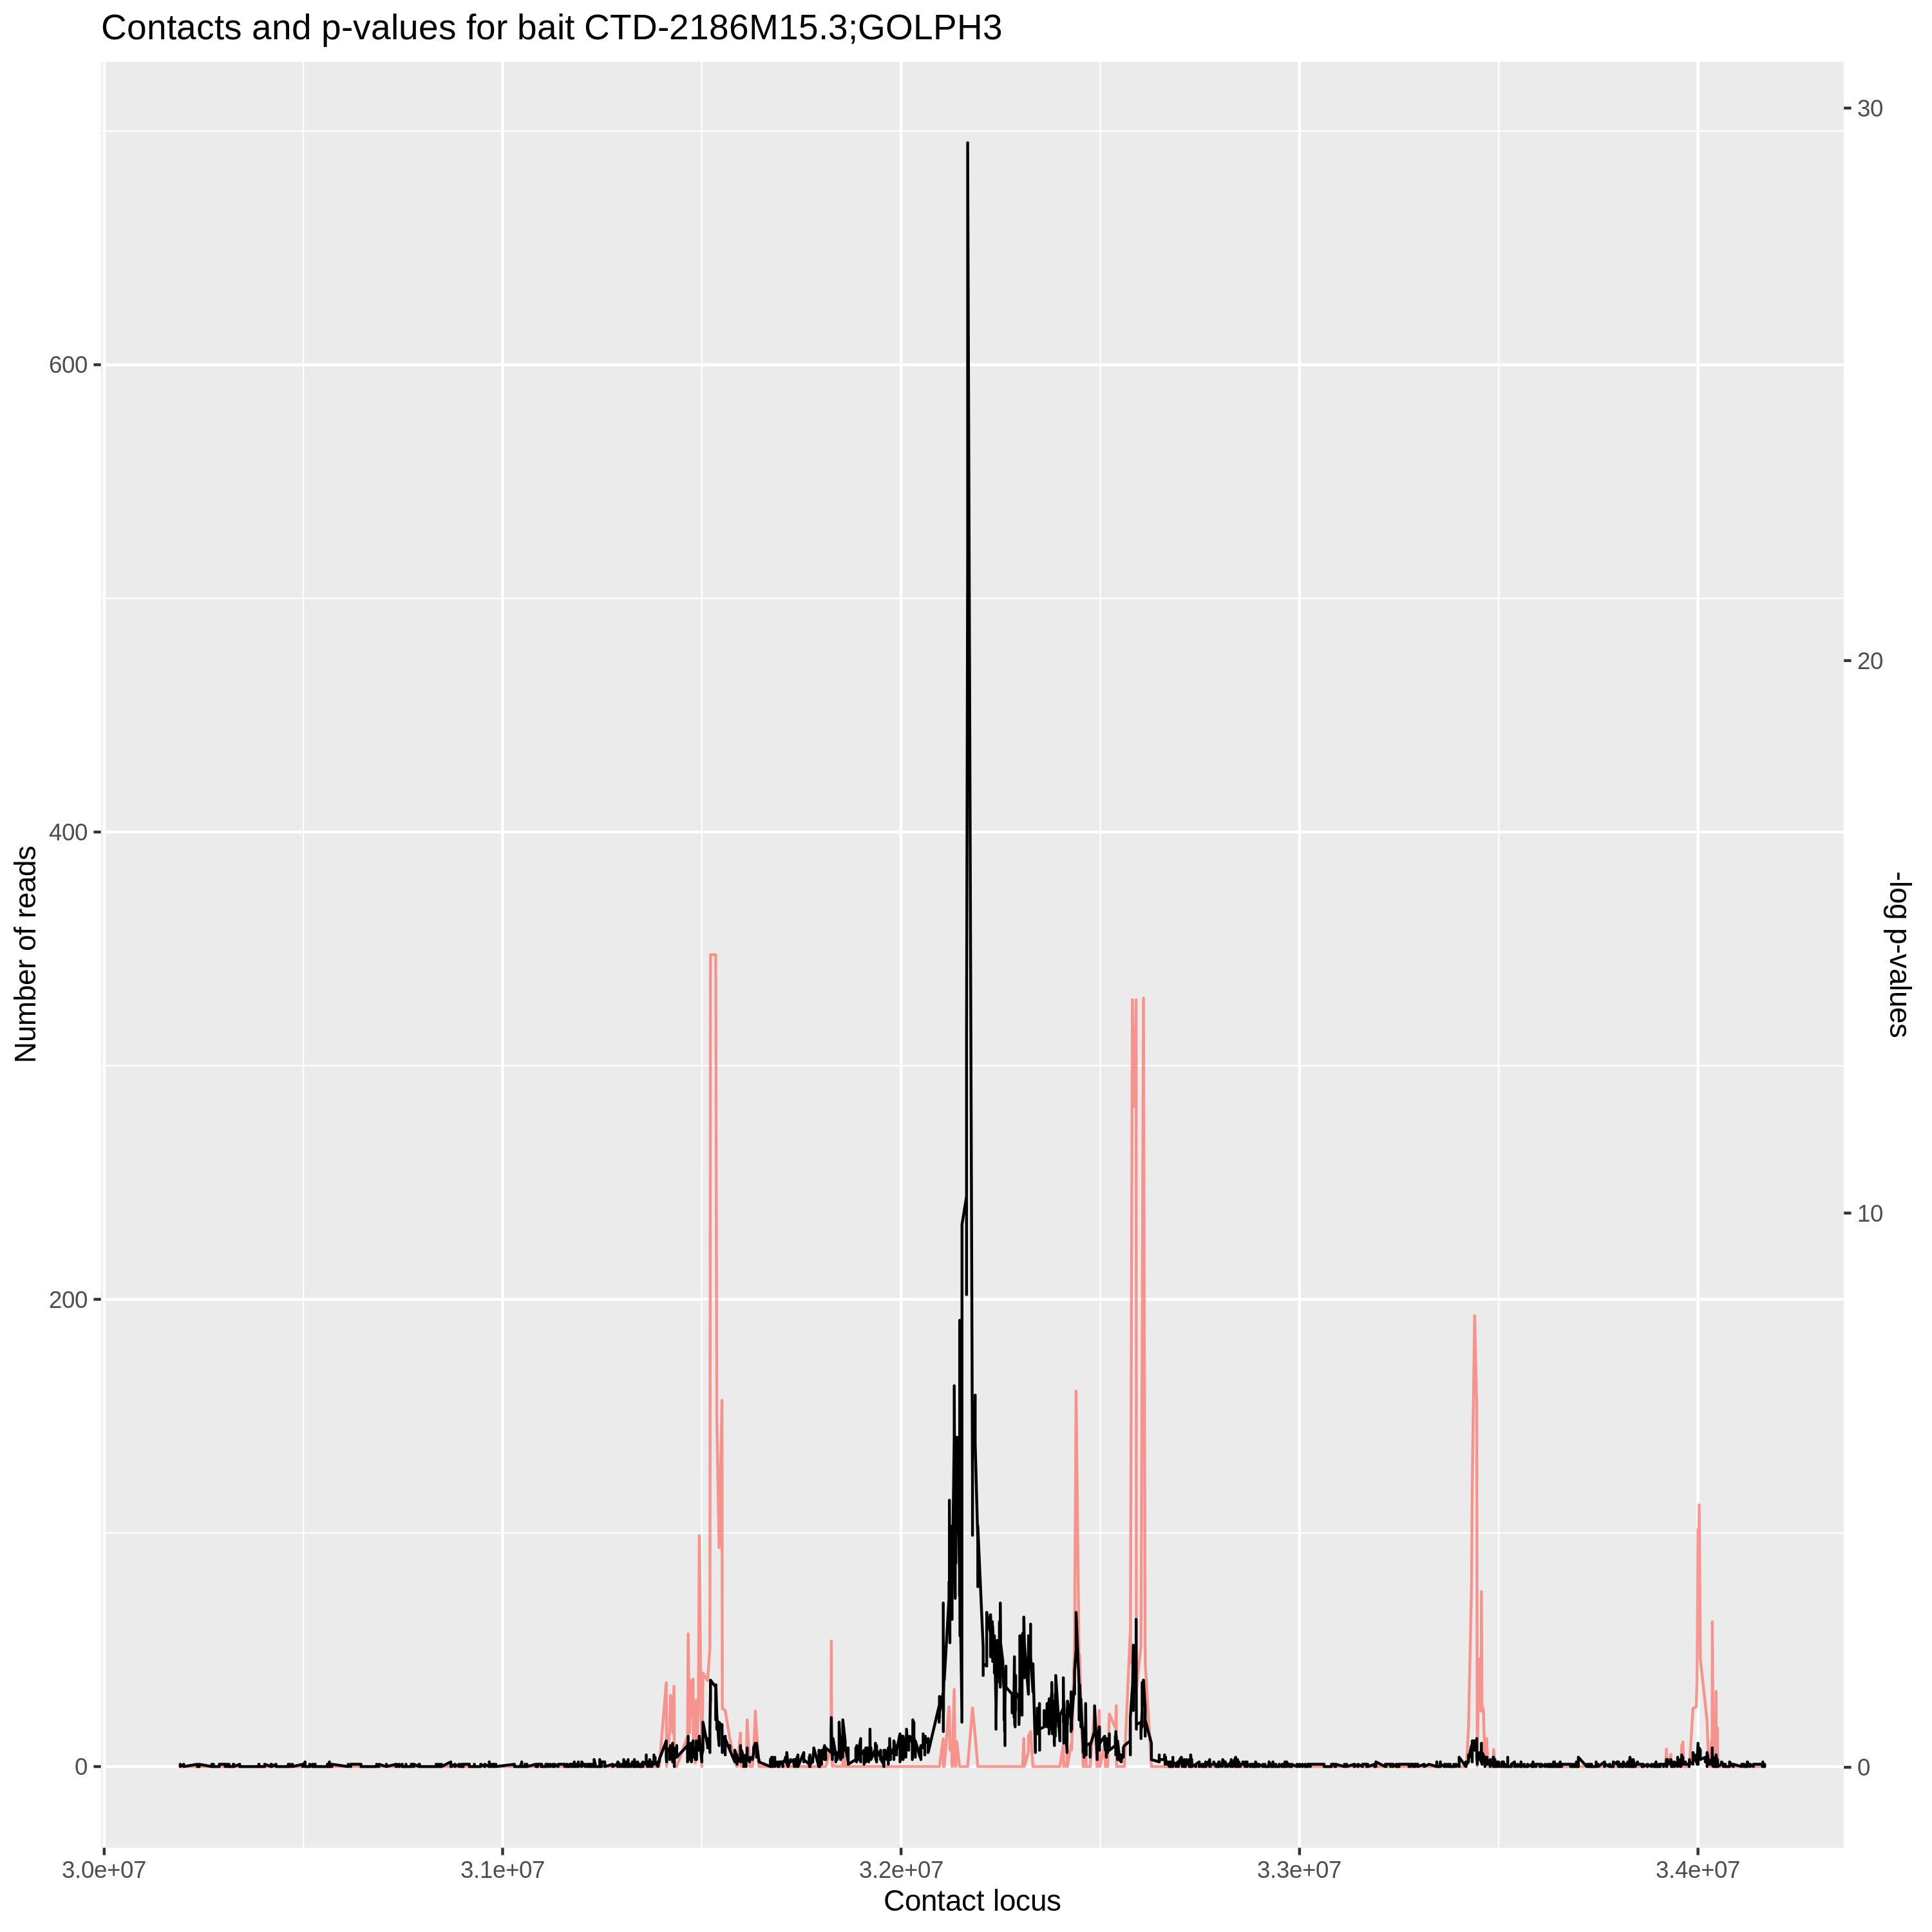 Contacts and p-values for bait CTD-2186M15.3;GOLPH3
30
600
20
400
Number of reads
-log p-values
10
200
0
0
3.0e+07
3.1e+07
3.2e+07
3.3e+07
3.4e+07
Contact locus